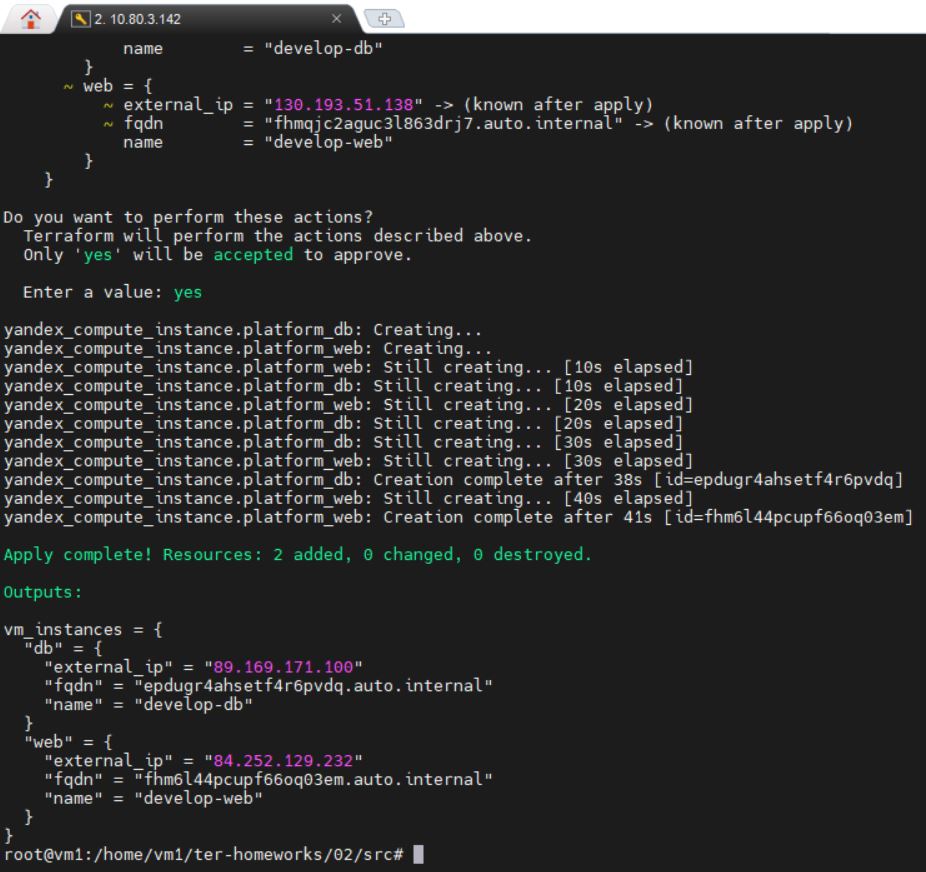 2. 10.80.3.142
name = "develop-db"
}
~ web = {
~ external_ip = "130.193.51.138" -> (known after apply)
~ fqdn = "fhmqjc2aguc3l863drj7.auto.internal" -> (known after apply)
name = "develop-web"
}
}
Do you want to perform these actions?
Terraform will perform the actions described above.
Only 'yes' will be accepted to approve.
Enter a value: yes
yandex_compute_instance.platform_db: Creating...
yandex_compute_instance.platform_web: Creating...
yandex_compute_instance.platform_web: Still creating... [10s elapsed]
yandex_compute_instance.platform_db: Still creating... [10s elapsed]
yandex_compute_instance.platform_web: Still creating... [20s elapsed]
yandex_compute_instance.platform_db: Still creating... [20s elapsed]
yandex_compute_instance.platform_db: Still creating... [30s elapsed]
yandex_compute_instance.platform_web: Still creating... [30s elapsed]
yandex_compute_instance.platform_db: Creation complete after 38s [id=epdugr4ahsetf4r6pvdq]
yandex_compute_instance.platform_web: Still creating... [40s elapsed]
yandex_compute_instance.platform_web: Creation complete after 41s [id=fhm6l44pcupf66oq03em]
Apply complete! Resources: 2 added, 0 changed, 0 destroyed.
Outputs:
vm_instances = {
"db" = {
"external_ip" = "89.169.171.100"
"fqdn" = "epdugr4ahsetf4r6pvdq.auto.internal"
"name" = "develop-db"
}
"web" = {
"external_ip" = "84.252.129.232"
"fqdn" = "fhm6l44pcupf66oq03em.auto.internal"
"name" = "develop-web"
}
}
root@vm1:/home/vm1/ter-homeworks/02/src#